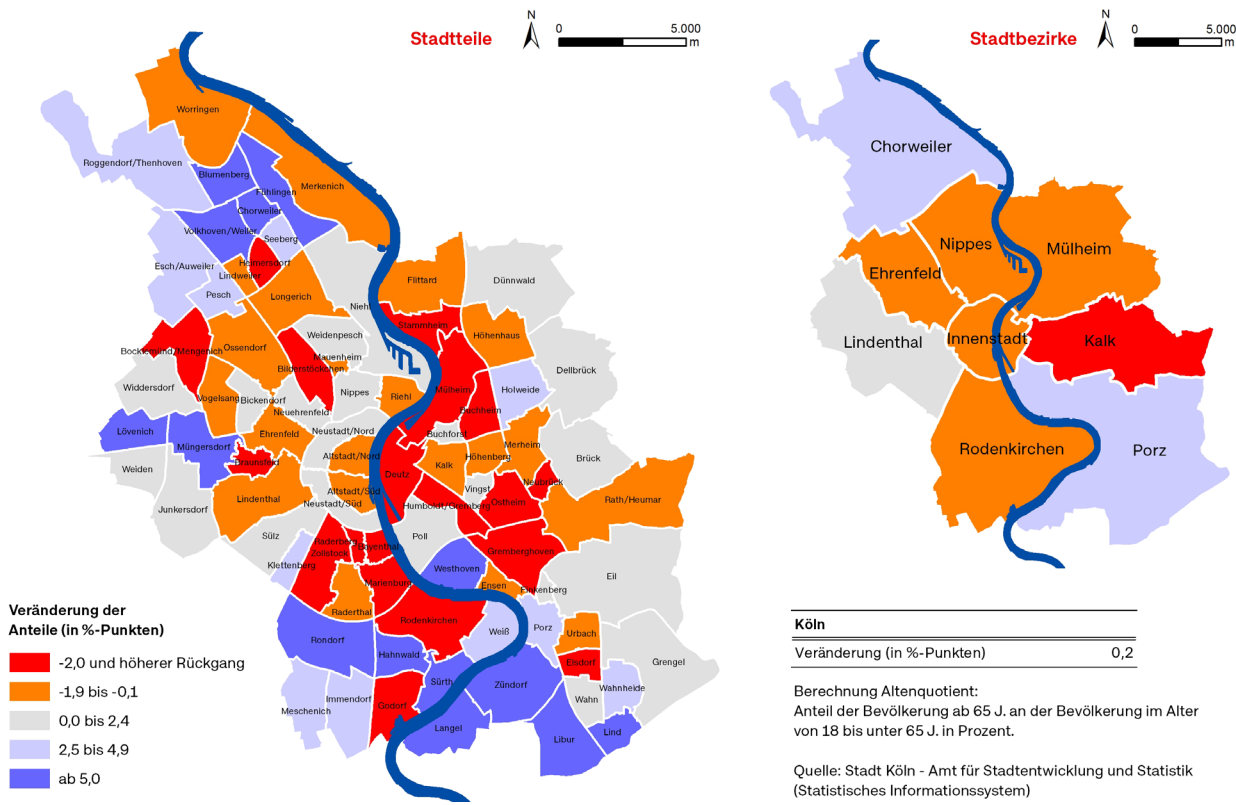 Stadtteile
N
0
5.000
m
Worringen
Roggendorf/Thenhoven
Blumenberg
Fühlingen
Merkenich
Chorweiler
Volkhoven/Weiler
Seeberg
Heimersdorf
Esch/Auweiler
Lindweiler
Pesch
Longerich
Niehl
Flittard
Dünnwald
Stammheim
Höhenhaus
Weidenpesch
Ossendorf
Bocklemünd/Mengenich
Mauenheim
Bilderstöckchen
Dellbrück
Widdersdorf
Nippes
Riehl
Mülheim
Holweide
Vogelsang
Bickendorf
Neuehrenfeld
Buchheim
Lövenich
Müngersdorf
Ehrenfeld
Neustadt/Nord
Buchforst
Merheim
Altstadt/Nord
Höhenberg
Brück
Weiden
Braunsfeld
Deutz
Kalk
Neubrück
Lindenthal
Altstadt/Süd
Vingst
Rath/Heumar
Neustadt/Süd
Humboldt/Gremberg
Ostheim
Junkersdorf
Sülz
Raderberg
Zollstock
Bayenthal
Poll
Gremberghoven
Klettenberg
Westhoven
Marienburg
Ensen
Finkenberg
Eil
Raderthal
Rodenkirchen
Weiß
Porz
Urbach
Rondorf
Hahnwald
Elsdorf
Grengel
Sürth
Zündorf
Wahn
Wahnheide
Immendorf
Meschenich
Godorf
Langel
Libur
Lind
Veränderung der
Anteile (in %-Punkten)
-2,0 und höherer Rückgang
-1,9 bis -0,1
0,0 bis 2,4
2,5 bis 4,9
ab 5,0
Stadtbezirke
N
0
5.000
m
Chorweiler
Nippes
Mülheim
Ehrenfeld
Lindenthal
Innenstadt
Kalk
Rodenkirchen
Porz
Köln
Veränderung (in %-Punkten) 0,2
Berechnung Altenquotient:
Anteil der Bevölkerung ab 65 J. an der Bevölkerung im Alter
von 18 bis unter 65 J. in Prozent.
Quelle: Stadt Köln - Amt für Stadtentwicklung und Statistik
(Statistisches Informationssystem)